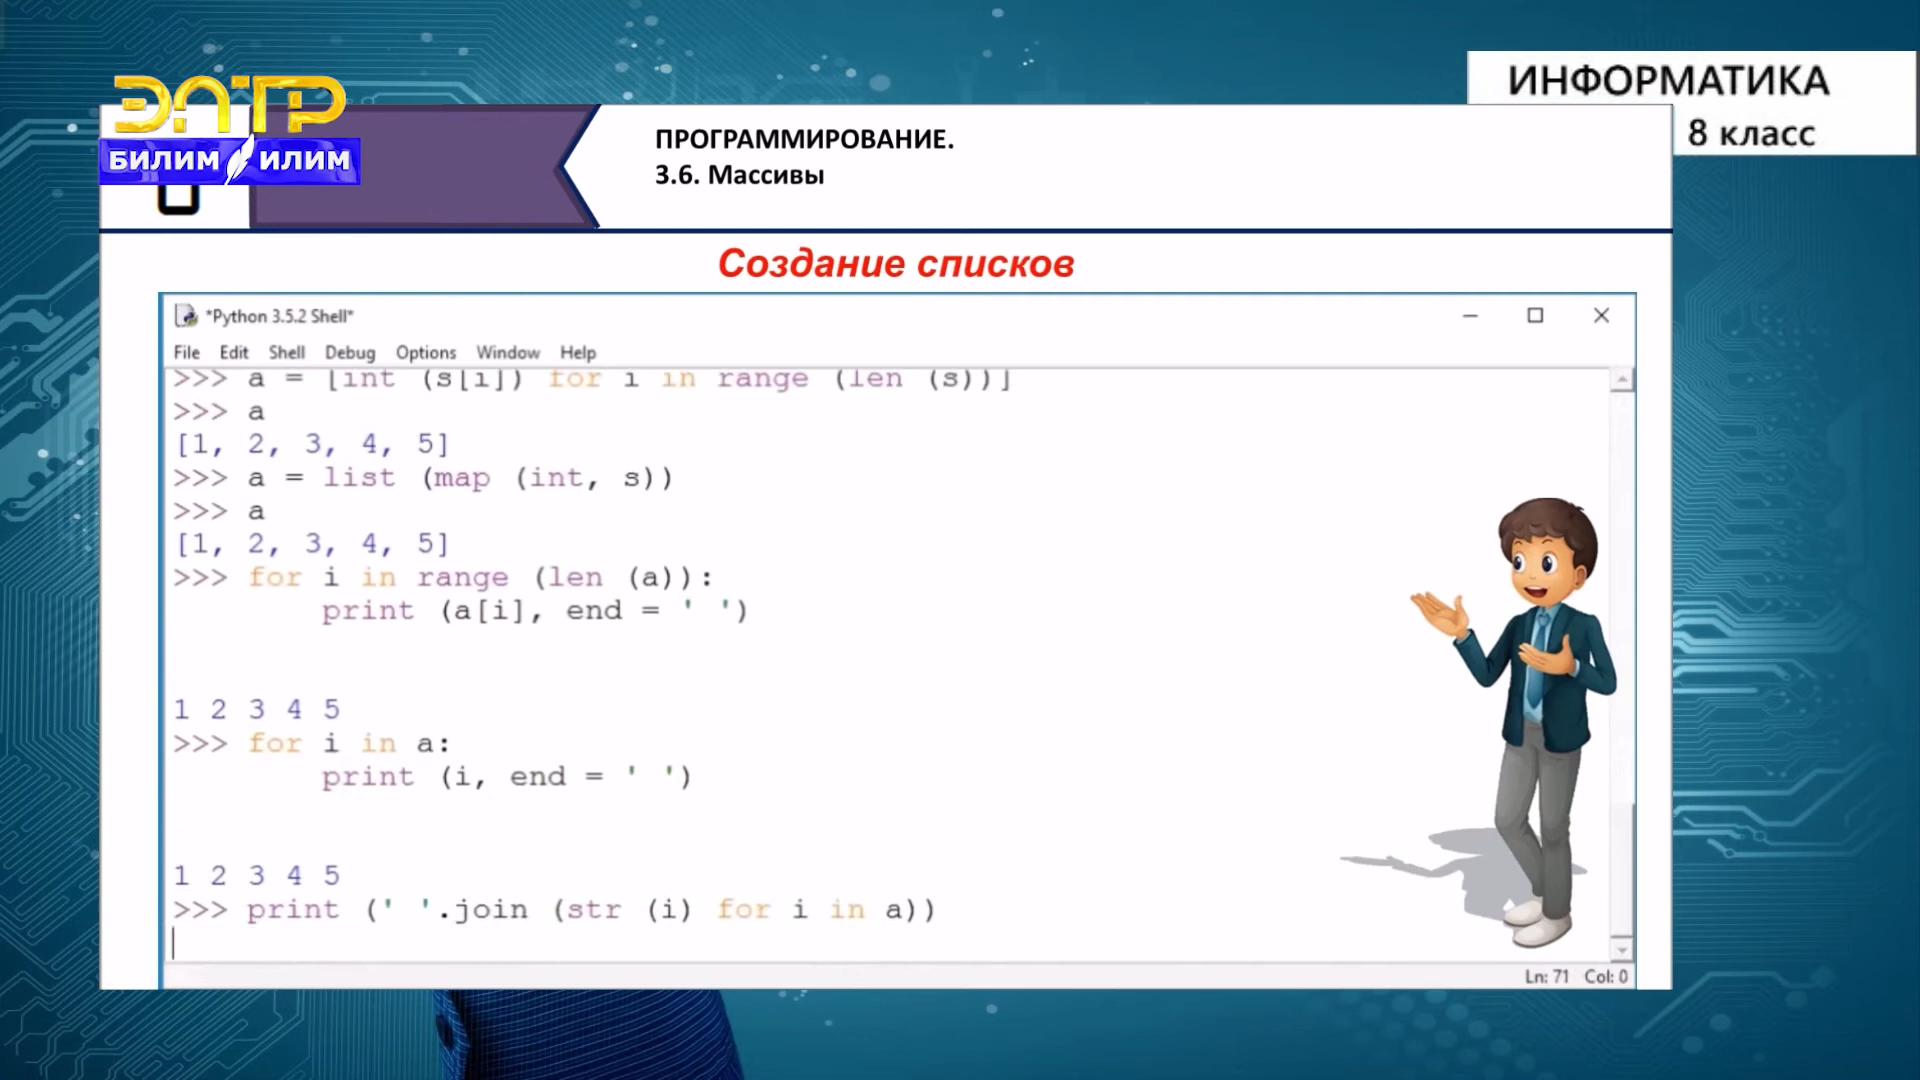 ЭЛТР
БИЛИМ ИЛИМ
ИНФОРМАТИКА
8 класс
ПРОГРАММИРОВАНИЕ.
3.6. Массивы
Создание списков
*Python 3.5.2 Shell*
File Edit Shell Debug Options Window Help
>>> a = [int (s[i]) for i in range (len (s))]
>>> a
[1, 2, 3, 4, 5]
>>> a = list (map (int, s))
>>> a
[1, 2, 3, 4, 5]
>>> for i in range (len (a)):
print (a[i], end = ' ')
1 2 3 4 5
>>> for i in a:
print (i, end = ' ')
1 2 3 4 5
>>> print (' '.join (str (i) for i in a))
Ln: 71 Col: 0